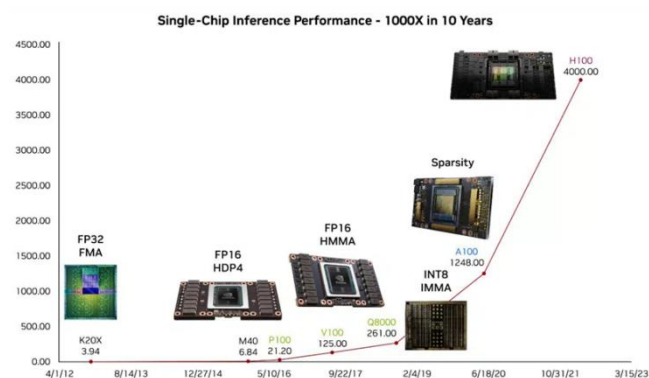 Single-Chip Inference Performance - 1000X in 10 Years
4500.00
4000.00
3500.00
3000.00
2500.00
2000.00
1500.00
1000.00
500.00
0.00
FP32
FMA
K20X
3.94
FP16
HDP4
M40
6.84
P100
21.20
FP16
HMMA
V100
125.00
Q8000
261.00
INT8
IMMA
Sparsity
A100
1248.00
H100
4000.00
4/1/12
8/14/13
12/27/14
5/10/16
9/22/17
2/4/19
6/18/20
10/31/21
3/15/23